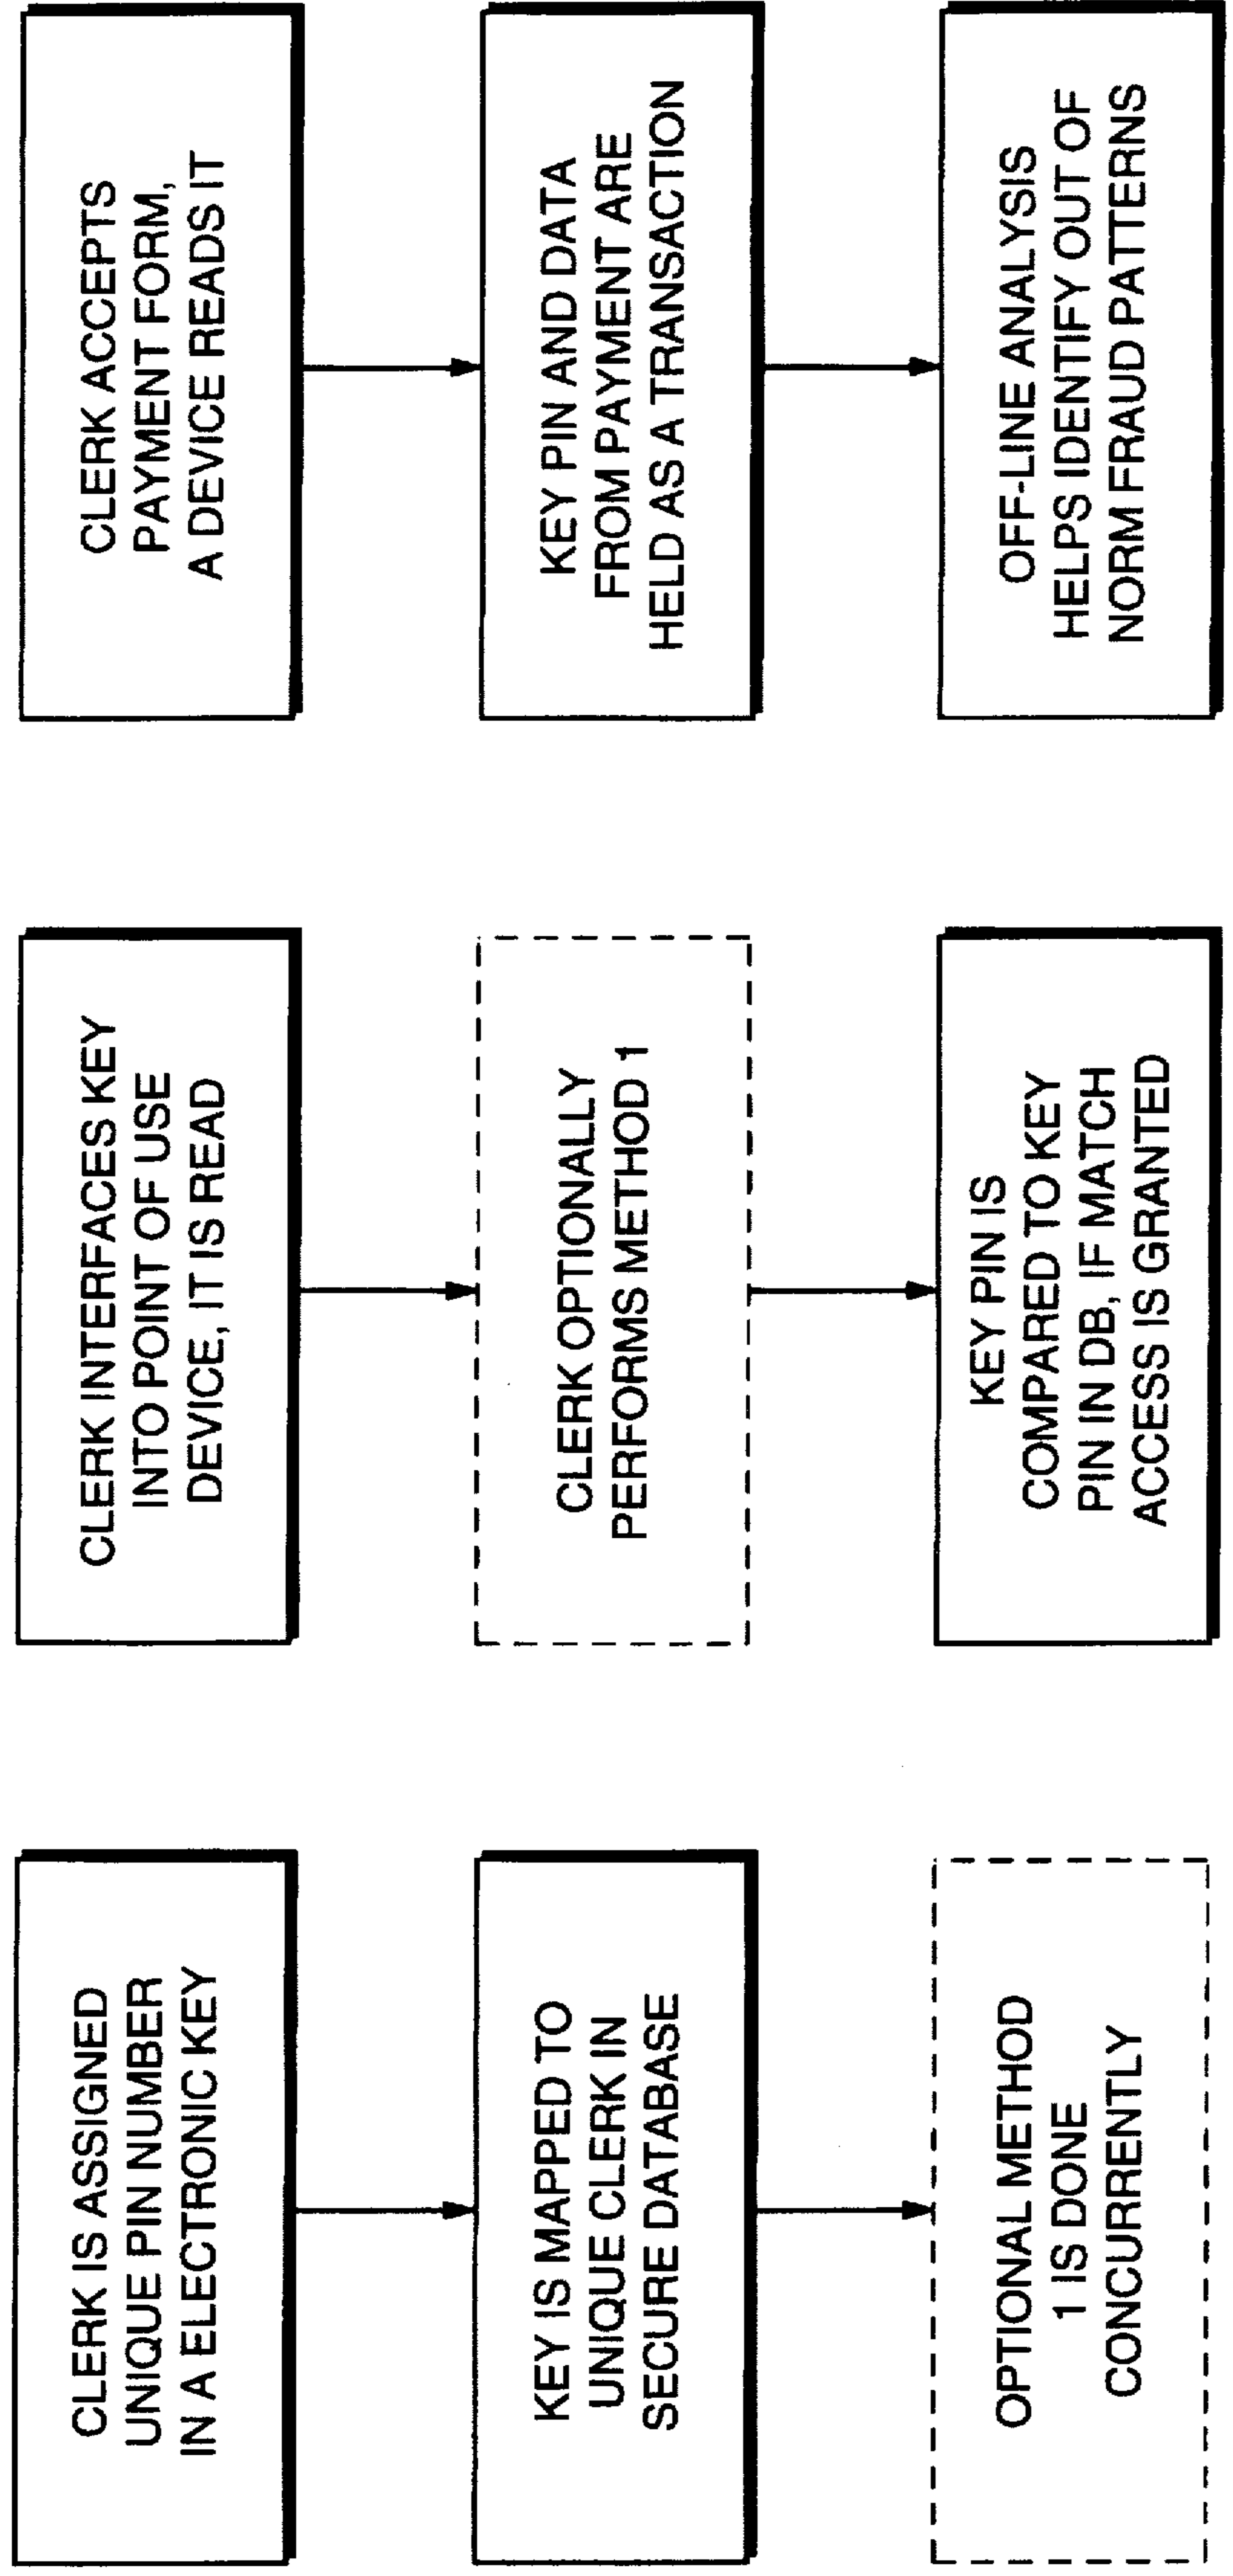 CLERK IS ASSIGNED
UNIQUE PIN NUMBER
IN A ELECTRONIC KEY
KEY IS MAPPED TO
UNIQUE CLERK IN
SECURE DATABASE
OPTIONAL METHOD
1 IS DONE
CONCURRENTLY
CLERK INTERFACES KEY
INTO POINT OF USE
DEVICE, IT IS READ
CLERK OPTIONALLY
PERFORMS METHOD 1
KEY PIN IS
COMPARED TO KEY
PIN IN DB, IF MATCH
ACCESS IS GRANTED
CLERK ACCEPTS
PAYMENT FORM,
A DEVICE READS IT
KEY PIN AND DATA
FROM PAYMENT ARE
HELD AS A TRANSACTION
OFF-LINE ANALYSIS
HELPS IDENTIFY OUT OF
NORM FRAUD PATTERNS